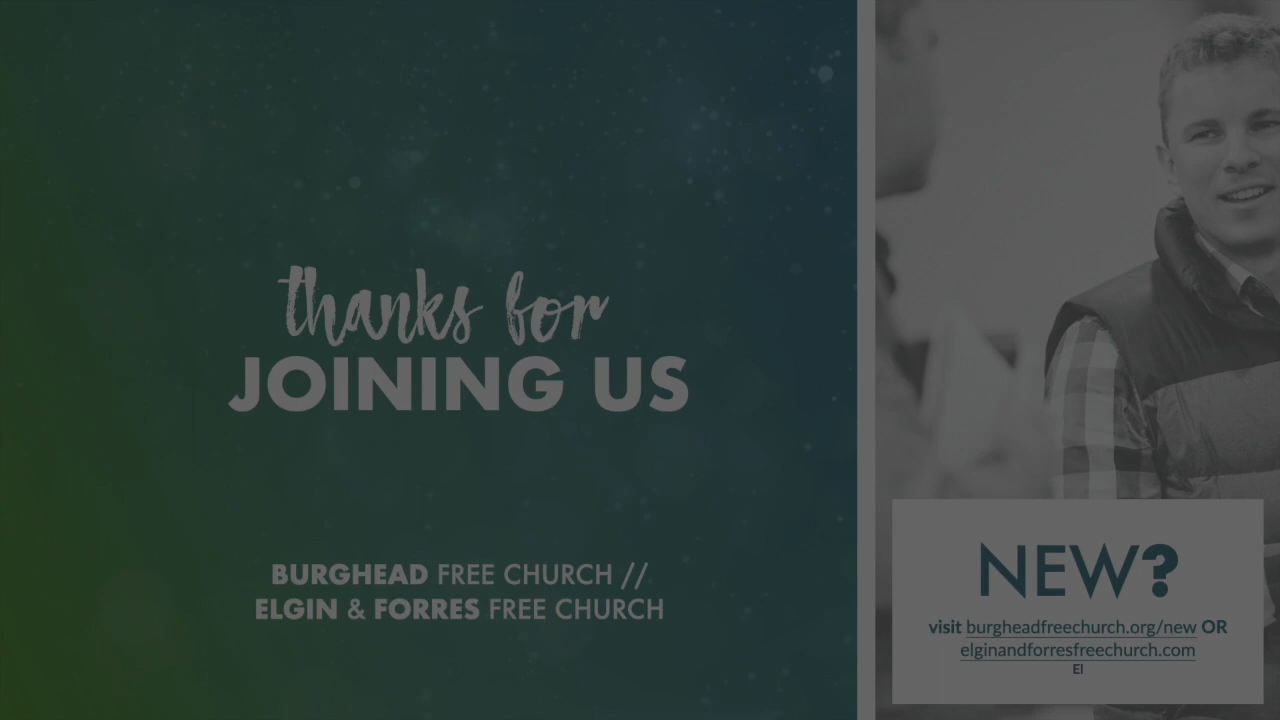 thanks for
JOINING US
BURGHEAD FREE CHURCH //
ELGIN & FORRES FREE CHURCH
NEW?
visit burgheadfreechurch.org/new OR
elginandforresfreechurch.com
El